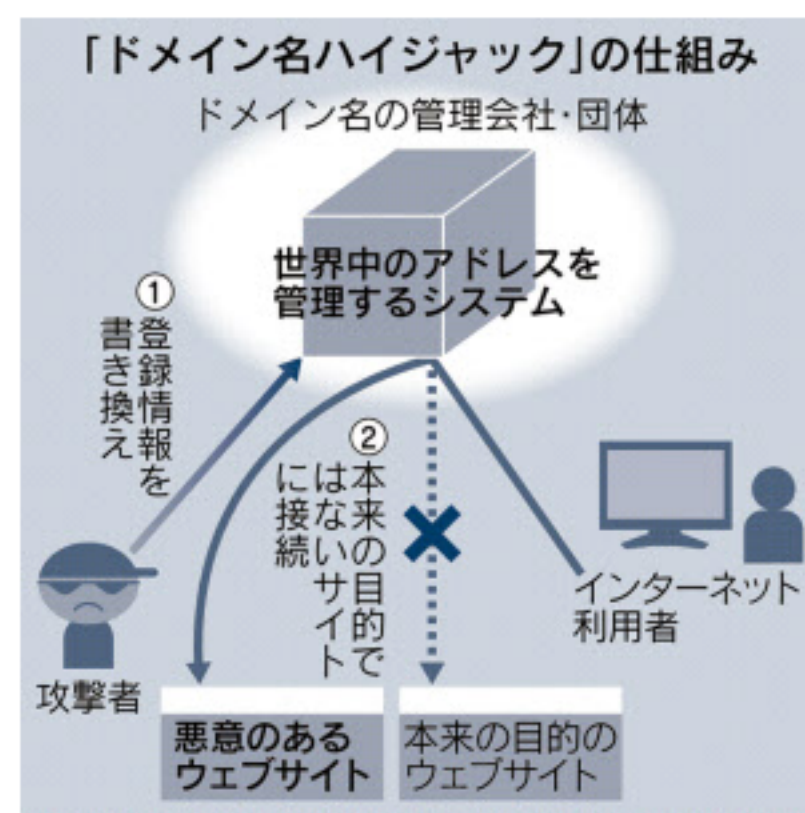 「ドメイン名ハイジャック」の仕組み
ドメイン名の管理会社・団体
世界中のアドレスを
管理するシステム
①登録情報を
書き換え
②本来の目的で
はないサイト
に接続
攻撃者
インターネット
利用者
悪意のある
ウェブサイト
本来の目的の
ウェブサイト